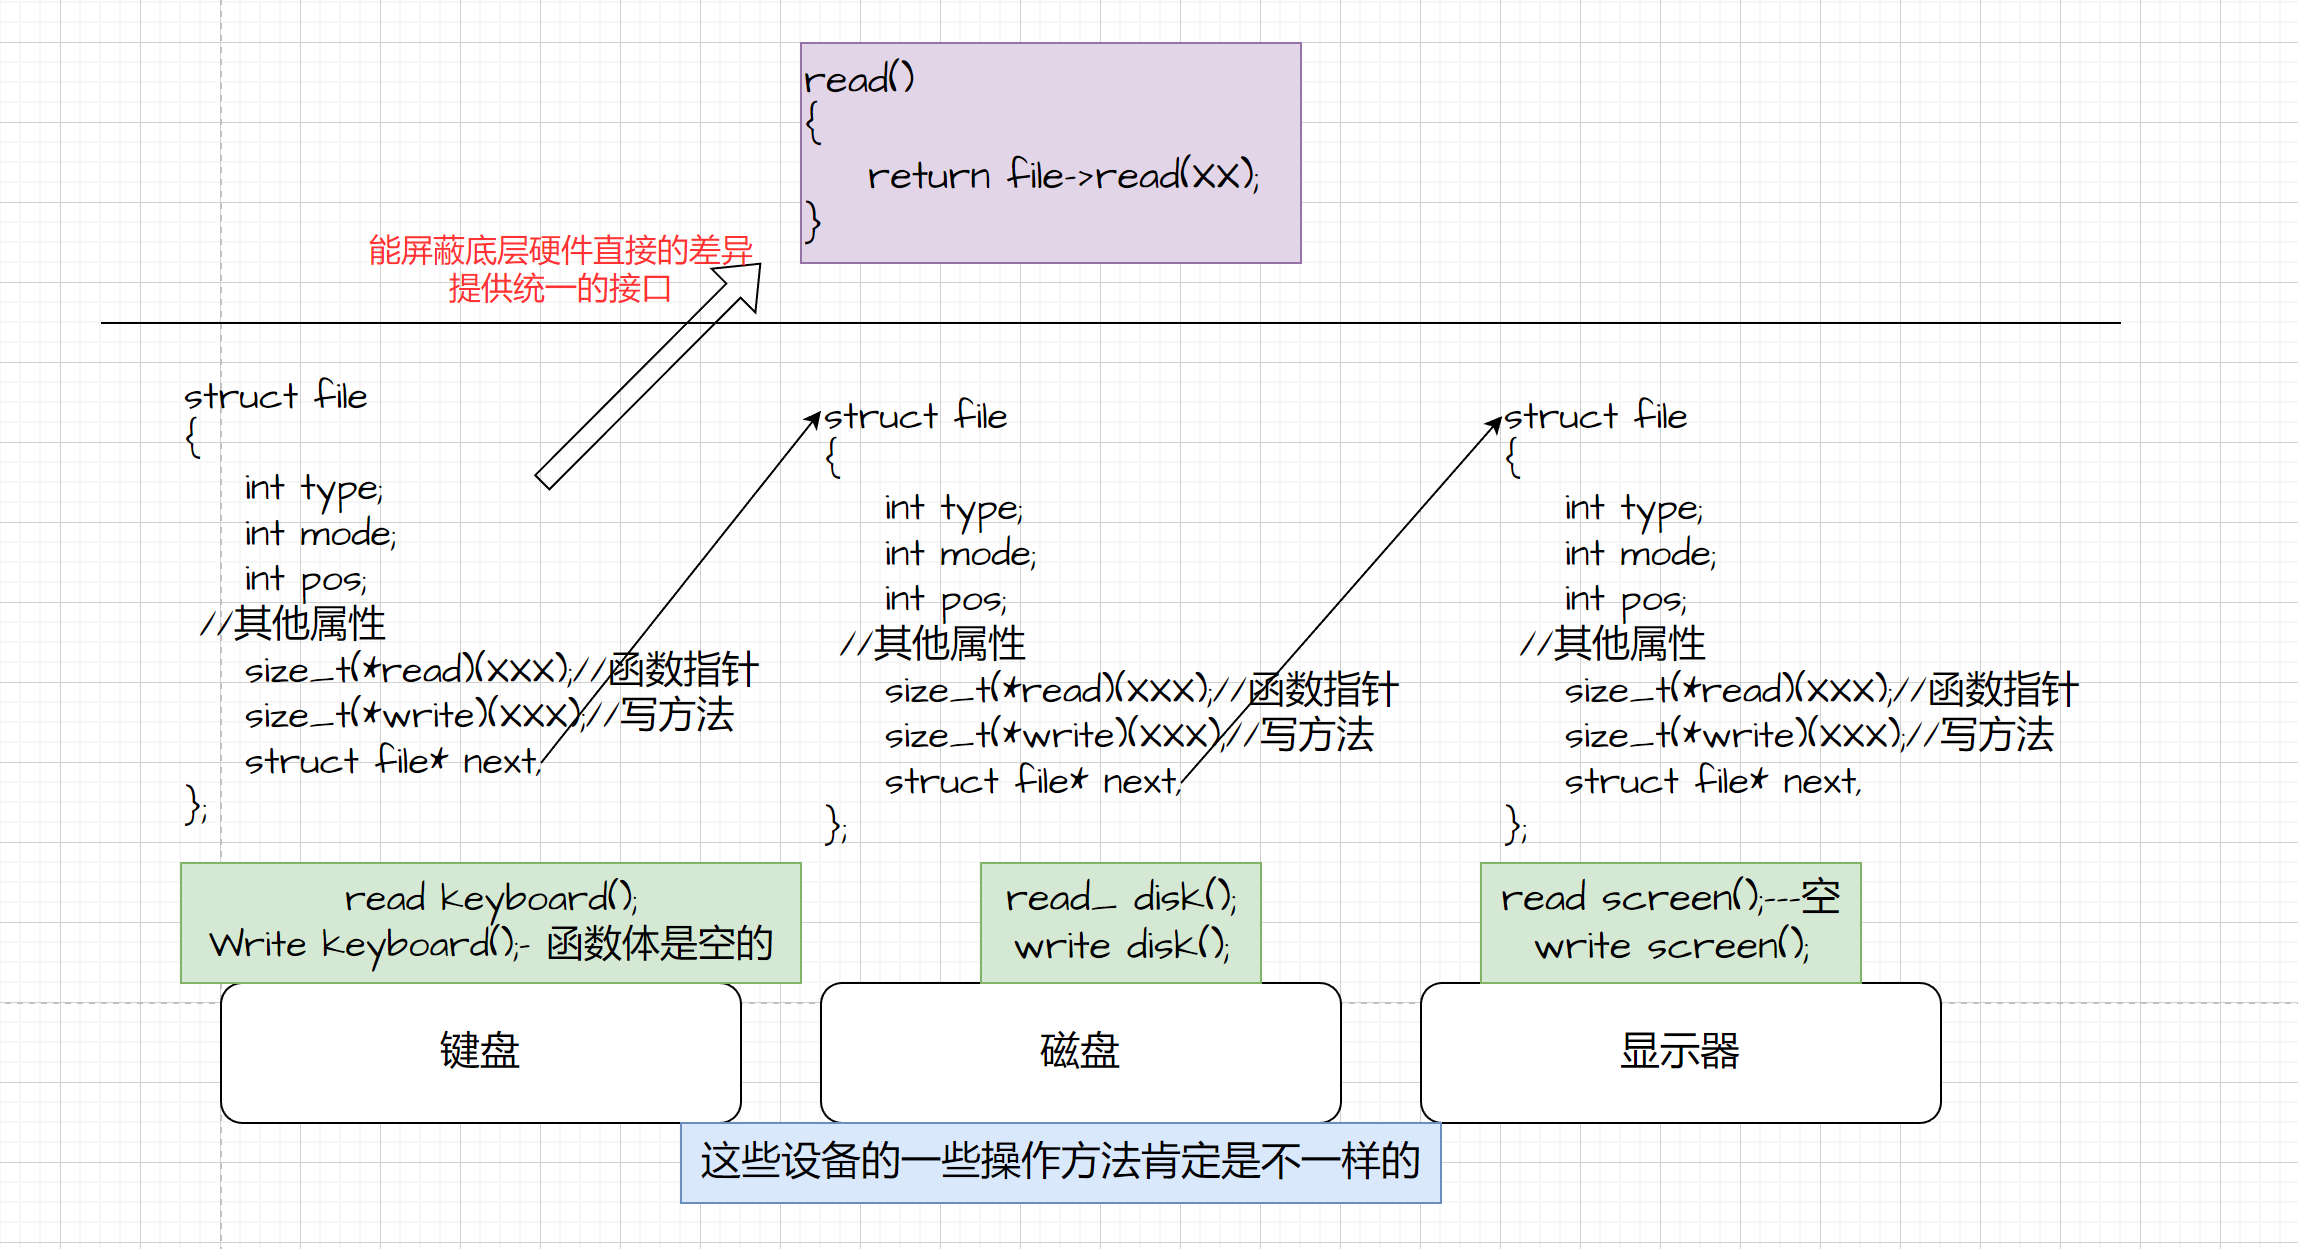 read()
{
return file->read(XX);
}
能屏蔽底层硬件直接的差异
提供统一的接口
struct file
{
int type;
int mode;
int pos;
//其他属性
size_t(*read)(XXX);//函数指针
size_t(*write)(XXX);//写方法
struct file* next;
};
struct file
{
int type;
int mode;
int pos;
//其他属性
size_t(*read)(XXX);//函数指针
size_t(*write)(XXX);//写方法
struct file* next;
};
struct file
{
int type;
int mode;
int pos;
//其他属性
size_t(*read)(XXX);//函数指针
size_t(*write)(XXX);//写方法
struct file* next;
};
read keyboard();
Write keyboard();- 函数体是空的
read_ disk();
write disk();
read screen();---空
write screen();
键盘
磁盘
显示器
这些设备的一些操作方法肯定是不一样的